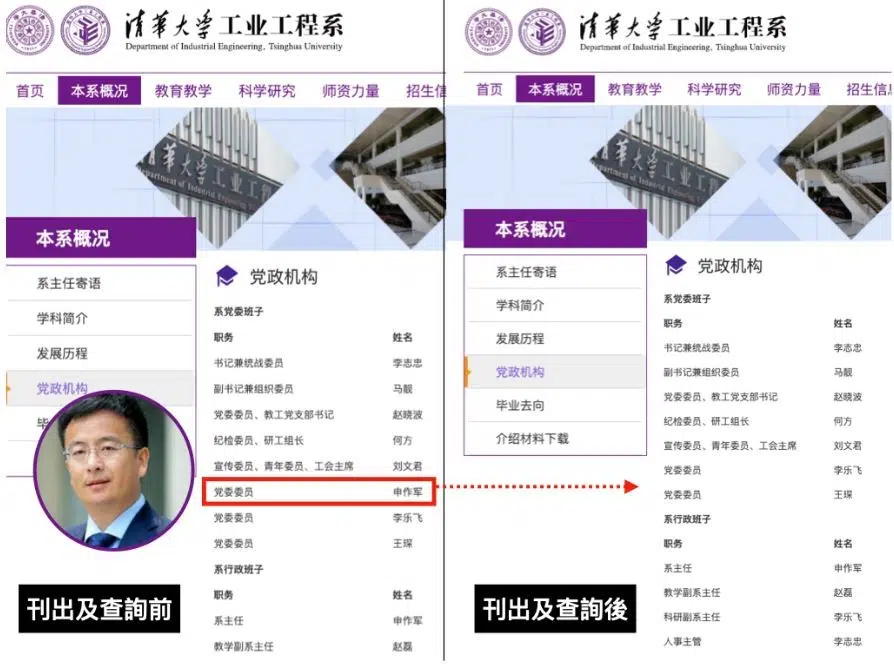 清华大学工业工程系
Department of Industrial Engineering, Tsinghua University
首页 本系概况 教育教学 科学研究 师资力量 招生信
清华大学工业工程
Department of Industrial Engine
本系概况
系主任寄语
学科简介
发展历程
党政机构
毕
党政机构
系党委班子
职务 姓名
书记兼统战委员 李志忠
副书记兼组织委员 马靓
党委委员、教工党支部书记 赵晓波
纪检委员、研工组长 何方
宣传委员、青年委员、工会主席 刘文君
党委委员 申作军
党委委员 李乐飞
党委委员 王琛
系行政班子
职务 姓名
系主任 申作军
教学副系主任 赵磊
刊出及查詢前
清华大学工业工程系
Department of Industrial Engineering, Tsinghua University
首页 本系概况 教育教学 科学研究 师资力量 招生信息
清华大学工业工程
Department of Industrial Engine
本系概况
系主任寄语
学科简介
发展历程
党政机构
毕业去向
介绍材料下载
党政机构
系党委班子
职务 姓名
书记兼统战委员 李志忠
副书记兼组织委员 马靓
党委委员、教工党支部书记 赵晓波
纪检委员、研工组长 何方
宣传委员、青年委员、工会主席 刘文君
党委委员 李乐飞
党委委员 王琛
系行政班子
职务 姓名
系主任 申作军
教学副系主任 赵磊
科研副系主任 李乐飞
人事主管 李志忠
刊出及查詢後